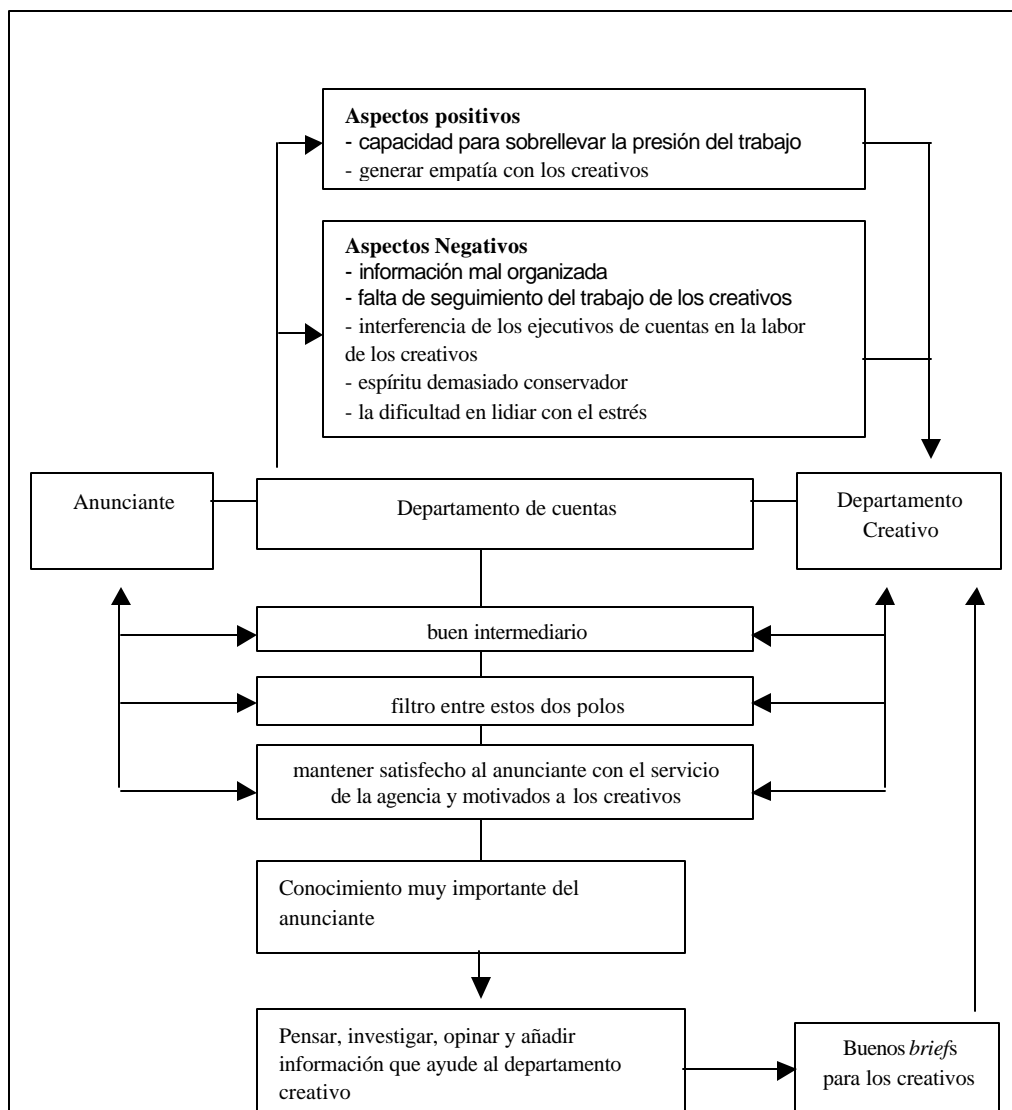 Aspectos positivos
- capacidad para sobrellevar la presión del trabajo
- generar empatía con los creativos
Aspectos Negativos
- información mal organizada
- falta de seguimiento del trabajo de los creativos
- interferencia de los ejecutivos de cuentas en la labor
de los creativos
- espíritu demasiado conservador
- la dificultad en lidiar con el estrés
Anunciante
Departamento de cuentas
Departamento
Creativo
buen intermediario
filtro entre estos dos polos
mantener satisfecho al anunciante con el servicio
de la agencia y motivados a los creativos
Conocimiento muy importante del
anunciante
Pensar, investigar, opinar y añadir
información que ayude al departamento
creativo
Buenos briefs
para los creativos